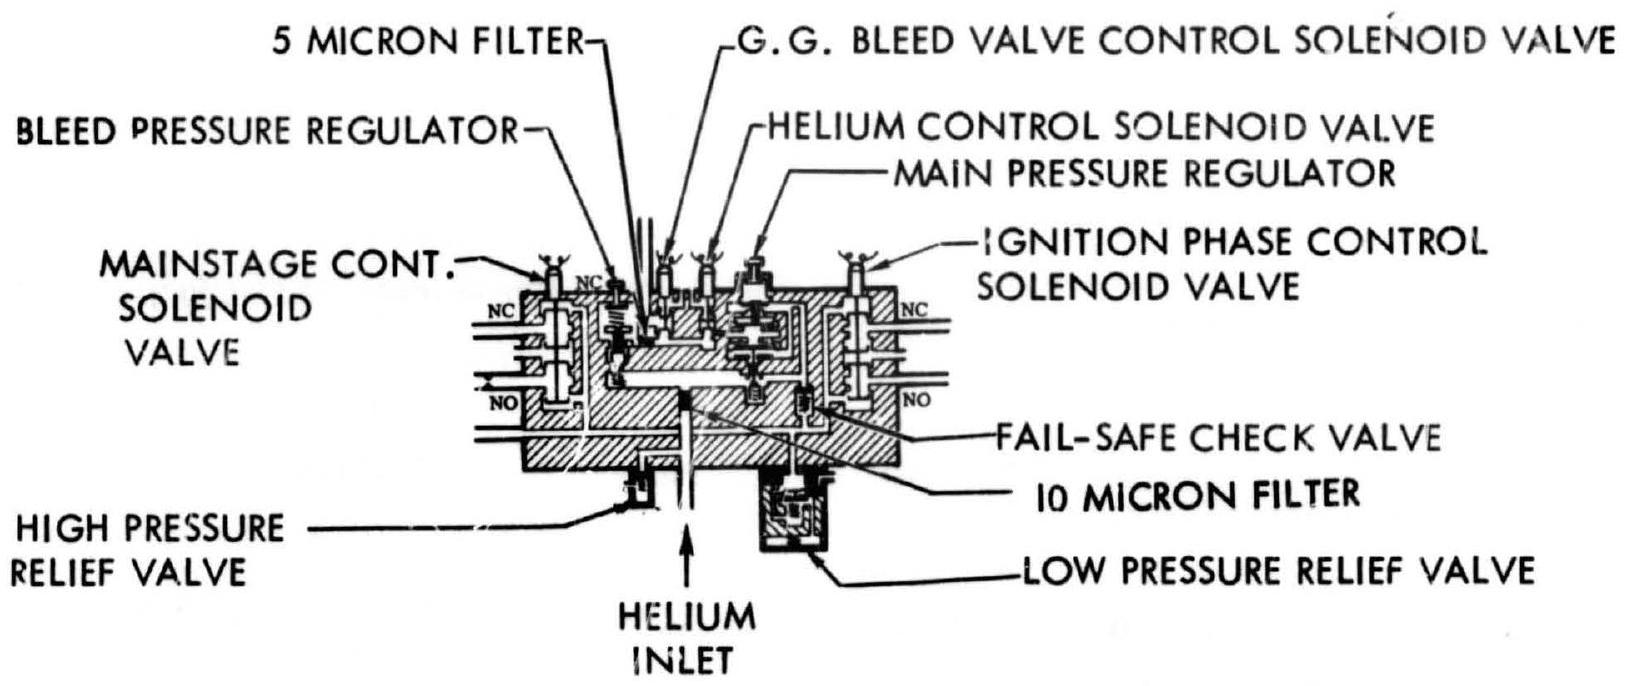 5 MICRON FILTER
G.G. BLEED VALVE CONTROL SOLENOID VALVE
BLEED PRESSURE REGULATOR
HELIUM CONTROL SOLENOID VALVE
MAIN PRESSURE REGULATOR
MAINSTAGE CONT.
SOLENOID
VALVE
IGNITION PHASE CONTROL
SOLENOID VALVE
NC
NC
NC
NO
NO
FAIL-SAFE CHECK VALVE
10 MICRON FILTER
HIGH PRESSURE
RELIEF VALVE
LOW PRESSURE RELIEF VALVE
HELIUM
INLET